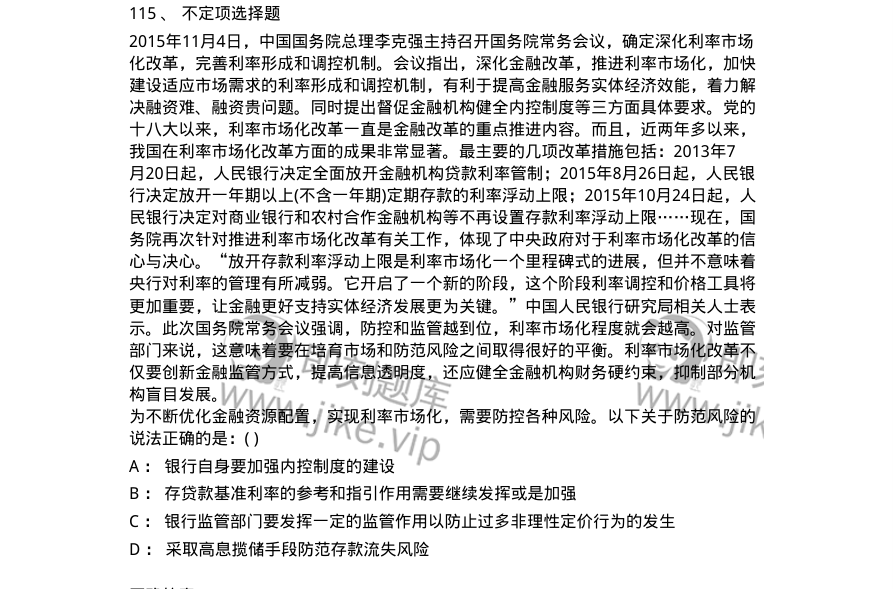 115 、 不定项选择题
2015年11月4日，中国国务院总理李克强主持召开国务院常务会议，确定深化利率市场
化改革，完善利率形成和调控机制。会议指出，深化金融改革，推进利率市场化，加快
建设适应市场需求的利率形成和调控机制，有利于提高金融服务实体经济效能，着力解
决融资难、融资贵问题。同时提出督促金融机构健全内控制度等三方面具体要求。党的
十八大以来，利率市场化改革一直是金融改革的重点推进内容。而且，近两年多以来，
我国在利率市场化改革方面的成果非常显著。最主要的几项改革措施包括：2013年7
月20日起，人民银行决定全面放开金融机构贷款利率管制；2015年8月26日起，人民银
行决定放开一年期以上(不含一年期)定期存款的利率浮动上限；2015年10月24日起，人
民银行决定对商业银行和农村合作金融机构等不再设置存款利率浮动上限……现在，国
务院再次针对推进利率市场化改革有关工作，体现了中央政府对于利率市场化改革的信
心与决心。“放开存款利率浮动上限是利率市场化一个里程碑式的进展，但并不意味着
央行对利率的管理有所减弱。它开启了一个新的阶段，这个阶段利率调控和价格工具将
更加重要，让金融更好支持实体经济发展更为关键。”中国人民银行研究局相关人士表
示。此次国务院常务会议强调，防控和监管越到位，利率市场化程度就会越高。对监管
部门来说，这意味着要在培育市场和防范风险之间取得很好的平衡。利率市场化改革不
仅要创新金融监管方式，提高信息透明度，还应健全金融机构财务硬约束，抑制部分机
构盲目发展。
为不断优化金融资源配置，实现利率市场化，需要防控各种风险。以下关于防范风险的
说法正确的是：( )
A： 银行自身要加强内控制度的建设
B： 存贷款基准利率的参考和指引作用需要继续发挥或是加强
C： 银行监管部门要发挥一定的监管作用以防止过多非理性定价行为的发生
D： 采取高息揽储手段防范存款流失风险
即刻题库
www.jike.vip